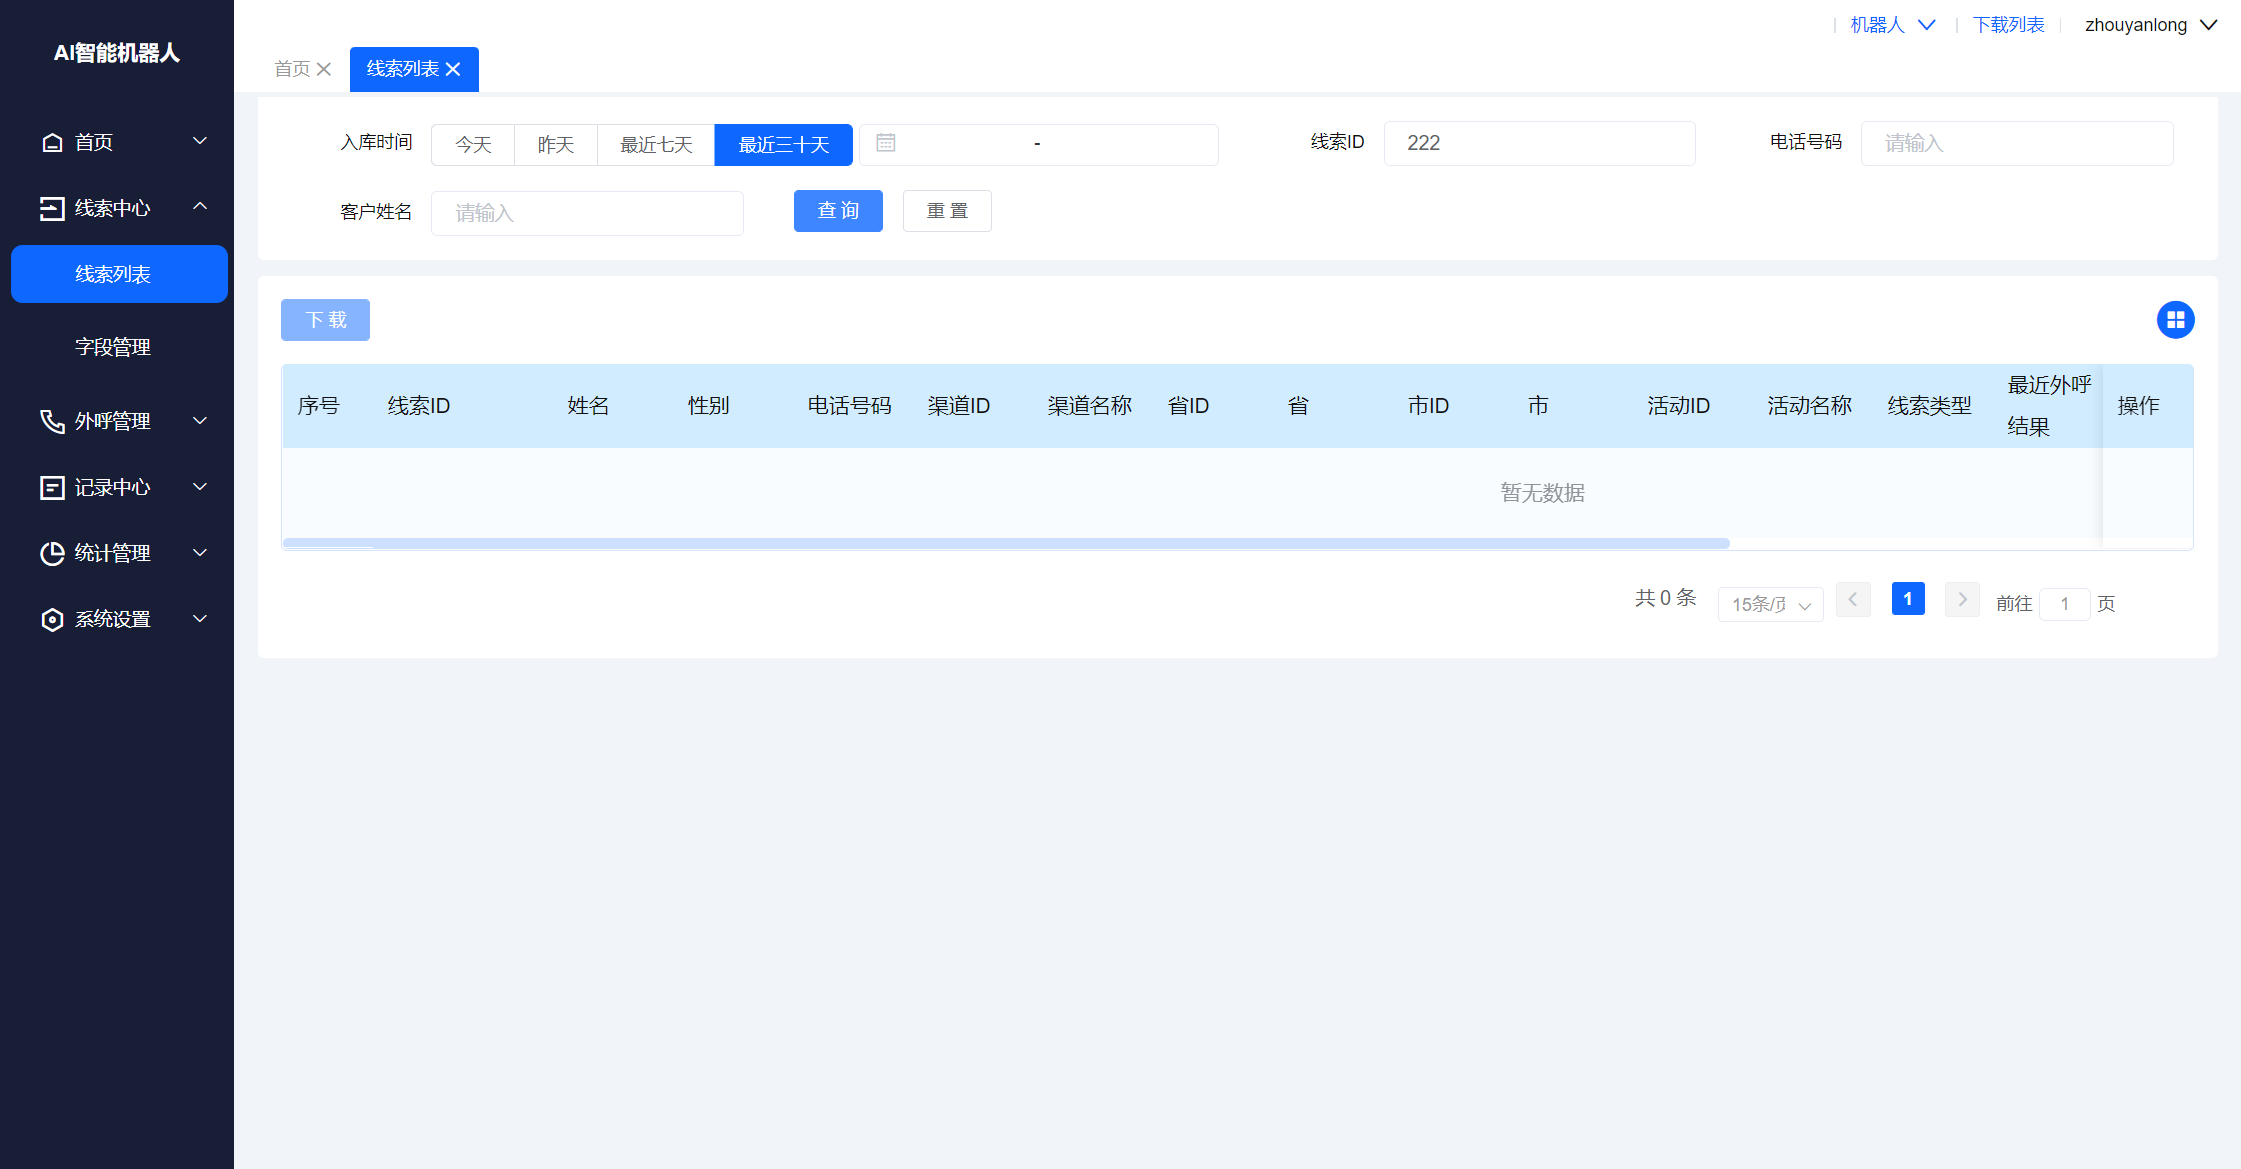 AI智能机器人
首页
线索中心
线索列表
字段管理
外呼管理
记录中心
统计管理
系统设置
机器人 下载列表 zhouyanlong
首页 线索列表
入库时间 今天 昨天 最近七天 最近三十天 - 线索ID 222 电话号码 请输入
客户姓名 请输入 查 询 重 置
下 载
序号 线索ID 姓名 性别 电话号码 渠道ID 渠道名称 省ID 省 市ID 市 活动ID 活动名称 线索类型 最近外呼 操作
结果
暂无数据
共 0 条 15条/页 1 前往 1 页